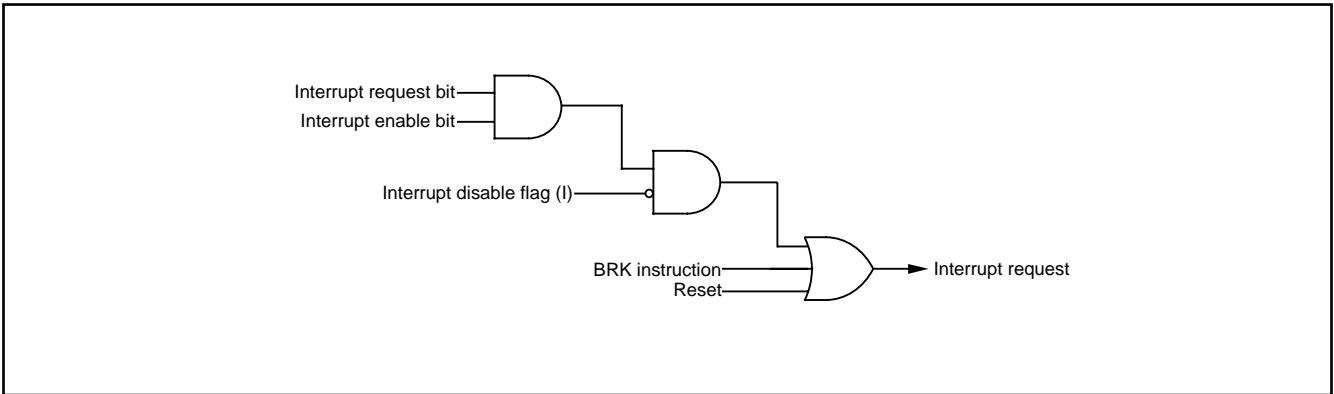 Interrupt request bit
Interrupt enable bit
Interrupt disable flag (I)
BRK instruction
Reset
Interrupt request